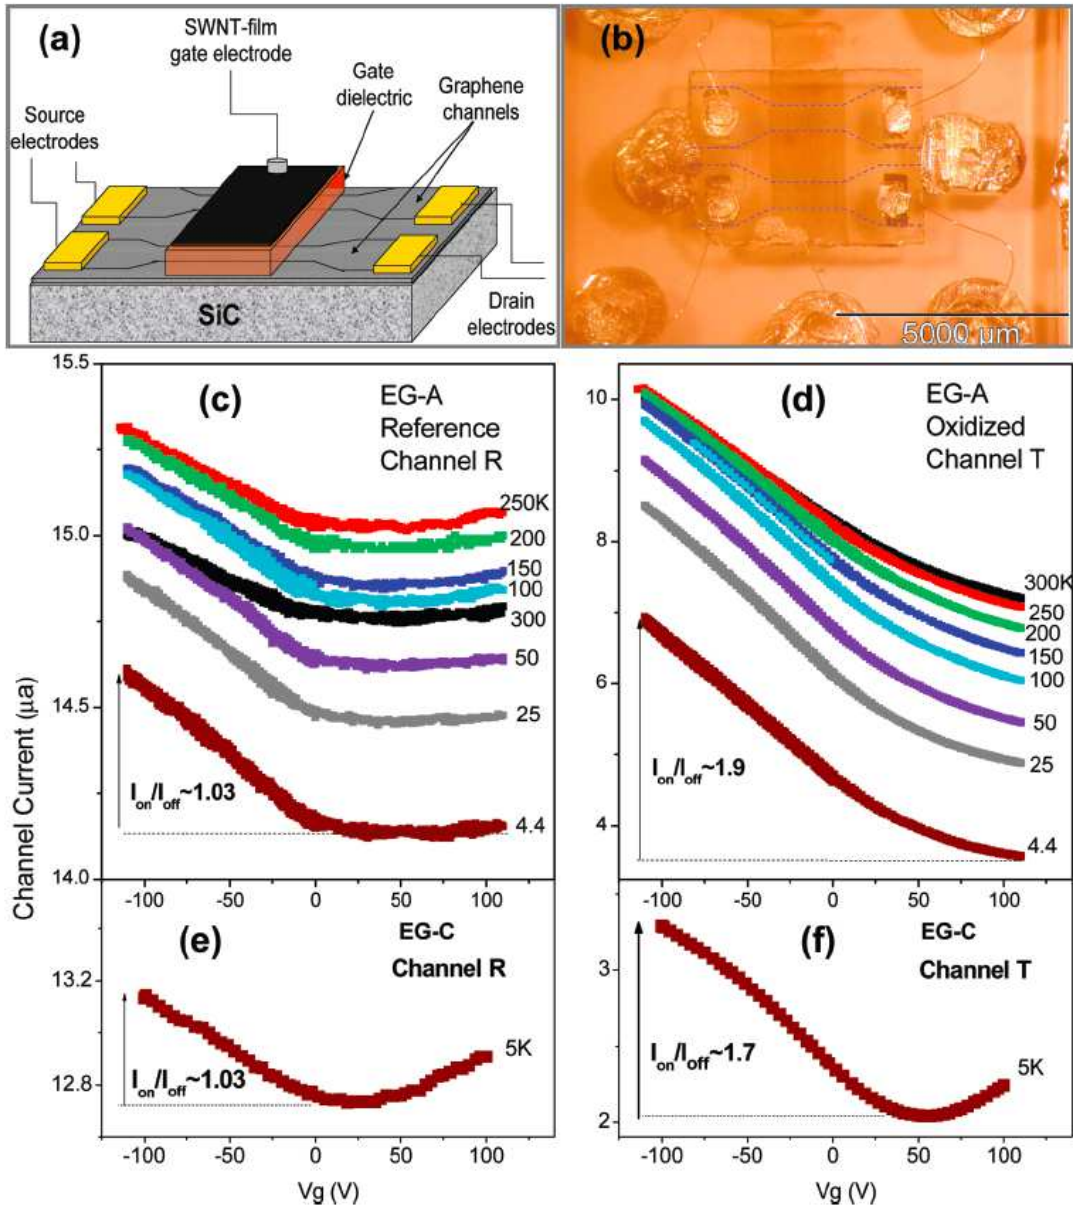 (a)
SWNT-film
gate electrode
Gate
dielectric
Graphene
channels
Source
electrodes
SiC
Drain
electrodes
(b)
5000 µm
Channel Current (µa)
15.5
15.0
14.5
14.0
(c)
EG-A
Reference
Channel R
250K
200
150
100
300
50
25
4.4
Ion/Ioff~1.03
-100 -50 0 50 100
10
8
6
4
(d)
EG-A
Oxidized
Channel T
300K
250
200
150
100
50
25
4.4
Ion/Ioff~1.9
-100 -50 0 50 100
13.2
12.8
(e)
EG-C
Channel R
5K
Ion/Ioff~1.03
-100 -50 0 50 100
Vg (V)
3
2
(f)
EG-C
Channel T
5K
Ion/Ioff~1.7
-100 -50 0 50 100
Vg (V)